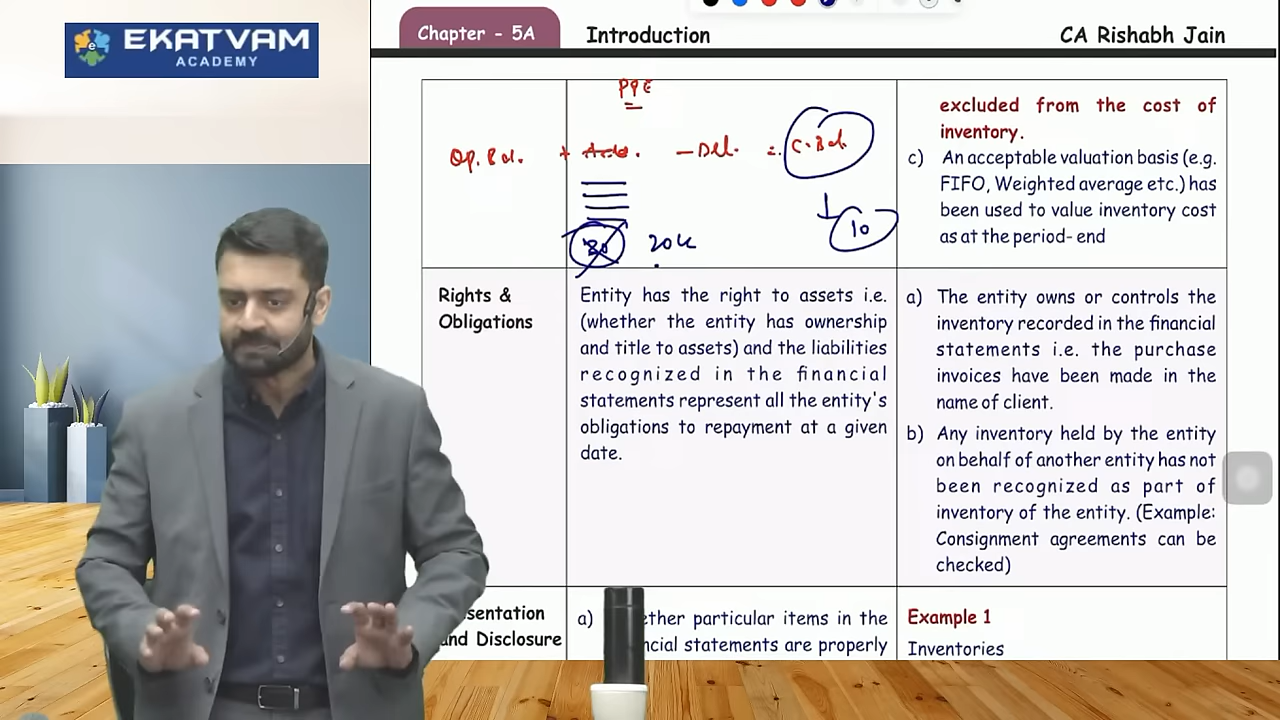 EKATVAM
ACADEMY
Chapter - 5A
Introduction
CA Rishabh Jain
PPE
Op. Bal. + Add. - Del. = C. Bal.
20K
10
excluded from the cost of
inventory.
c) An acceptable valuation basis (e.g.
FIFO, Weighted average etc.) has
been used to value inventory cost
as at the period- end
Rights &
Obligations
Entity has the right to assets i.e.
(whether the entity has ownership
and title to assets) and the liabilities
recognized in the financial
statements represent all the entity's
obligations to repayment at a given
date.
a) The entity owns or controls the
inventory recorded in the financial
statements i.e. the purchase
invoices have been made in the
name of client.
b) Any inventory held by the entity
on behalf of another entity has not
been recognized as part of
inventory of the entity. (Example:
Consignment agreements can be
checked)
esentation
and Disclosure
a) ether particular items in the
ncial statements are properly
Example 1
Inventories